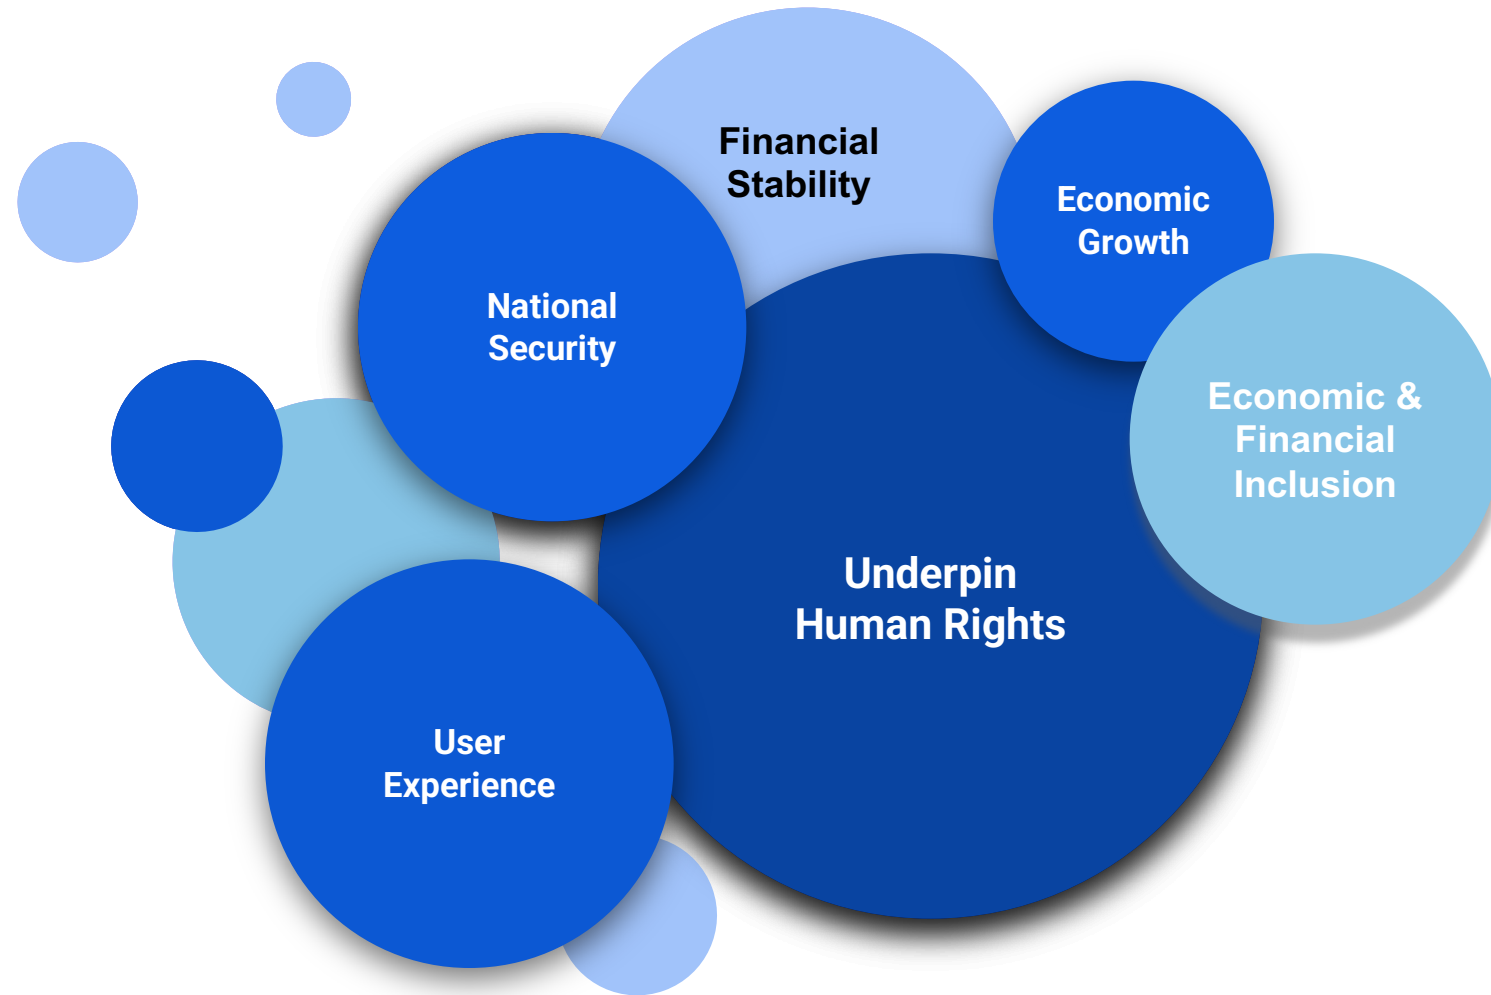 Financial
Stability
Economic
Growth
National
Security
Economic &
Financial
Inclusion
Underpin
Human Rights
User
Experience